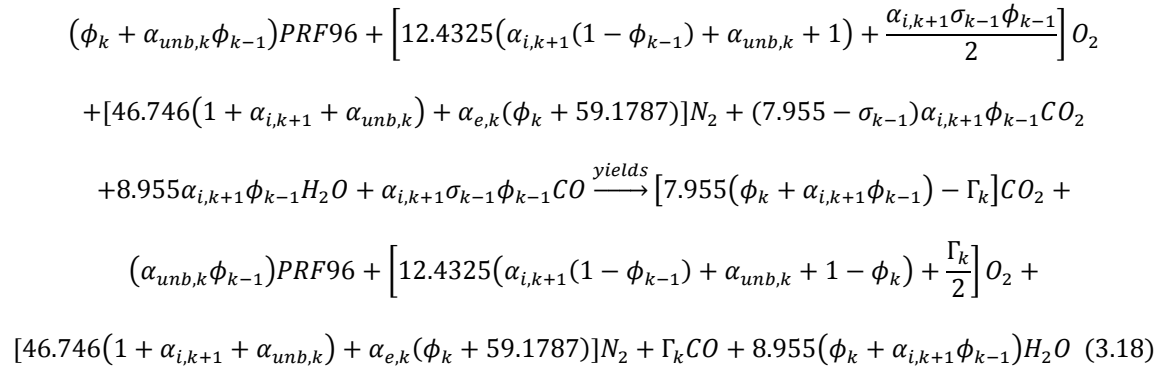 (ϕ_k + α_{unb,k}ϕ_{k−1})PRF96 + [12.4325(α_{i,k+1}(1 − ϕ_{k−1}) + α_{unb,k} + 1) + \frac{α_{i,k+1}σ_{k−1}ϕ_{k−1}}{2}] O_2
+[46.746(1 + α_{i,k+1} + α_{unb,k}) + α_{e,k}(ϕ_k + 59.1787)]N_2 + (7.955 − σ_{k−1})α_{i,k+1}ϕ_{k−1}CO_2
+8.955α_{i,k+1}ϕ_{k−1}H_2O + α_{i,k+1}σ_{k−1}ϕ_{k−1}CO \xrightarrow{yields} [7.955(ϕ_k + α_{i,k+1}ϕ_{k−1}) − Γ_k]CO_2 +
(α_{unb,k}ϕ_{k−1})PRF96 + [12.4325(α_{i,k+1}(1 − ϕ_{k−1}) + α_{unb,k} + 1 − ϕ_k) + \frac{Γ_k}{2}] O_2 +
[46.746(1 + α_{i,k+1} + α_{unb,k}) + α_{e,k}(ϕ_k + 59.1787)]N_2 + Γ_kCO + 8.955(ϕ_k + α_{i,k+1}ϕ_{k−1})H_2O (3.18)